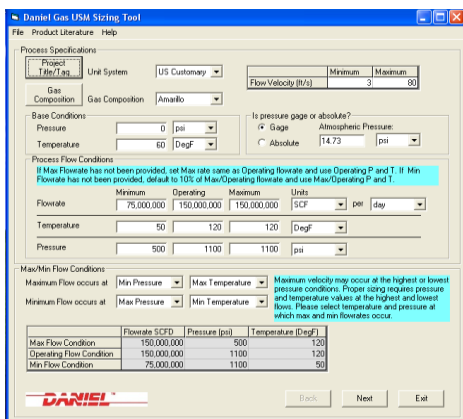 Daniel Gas USM Sizing Tool
File Product Literature Help
Process Specifications
Project Title/Tag Unit System US Customary
Minimum Maximum
Flow Velocity (ft/s) 3 80
Gas Composition Gas Composition Amarillo
Base Conditions
Pressure 0 psi
Temperature 60 DegF
Is pressure gage or absolute?
Gage Atmospheric Pressure:
Absolute 14.73 psi
Process Flow Conditions
If Max Flowrate has not been provided, set Max rate same as Operating flowrate and use Operating P and T. If Min
Flowrate has not been provided, default to 10% of Max/Operating flowrate and use Max/Operating P and T.
Minimum Operating Maximum Units
Flowrate 75,000,000 150,000,000 150,000,000 SCF per day
Temperature 50 120 120 DegF
Pressure 500 1100 1100 psi
Max/Min Flow Conditions
Maximum Flow occurs at Min Pressure Max Temperature
Minimum Flow occurs at Max Pressure Min Temperature
Maximum velocity may occur at the highest or lowest
pressure conditions. Proper sizing requires pressure
and temperature values at the highest and lowest
flows. Please select temperature and pressure at
which max and min flowrates occur.
Flowrate SCFD Pressure (psi) Temperature (DegF)
Max Flow Condition 150,000,000 500 120
Operating Flow Condition 150,000,000 1100 120
Min Flow Condition 75,000,000 1100 50
DANIEL
Back Next Exit